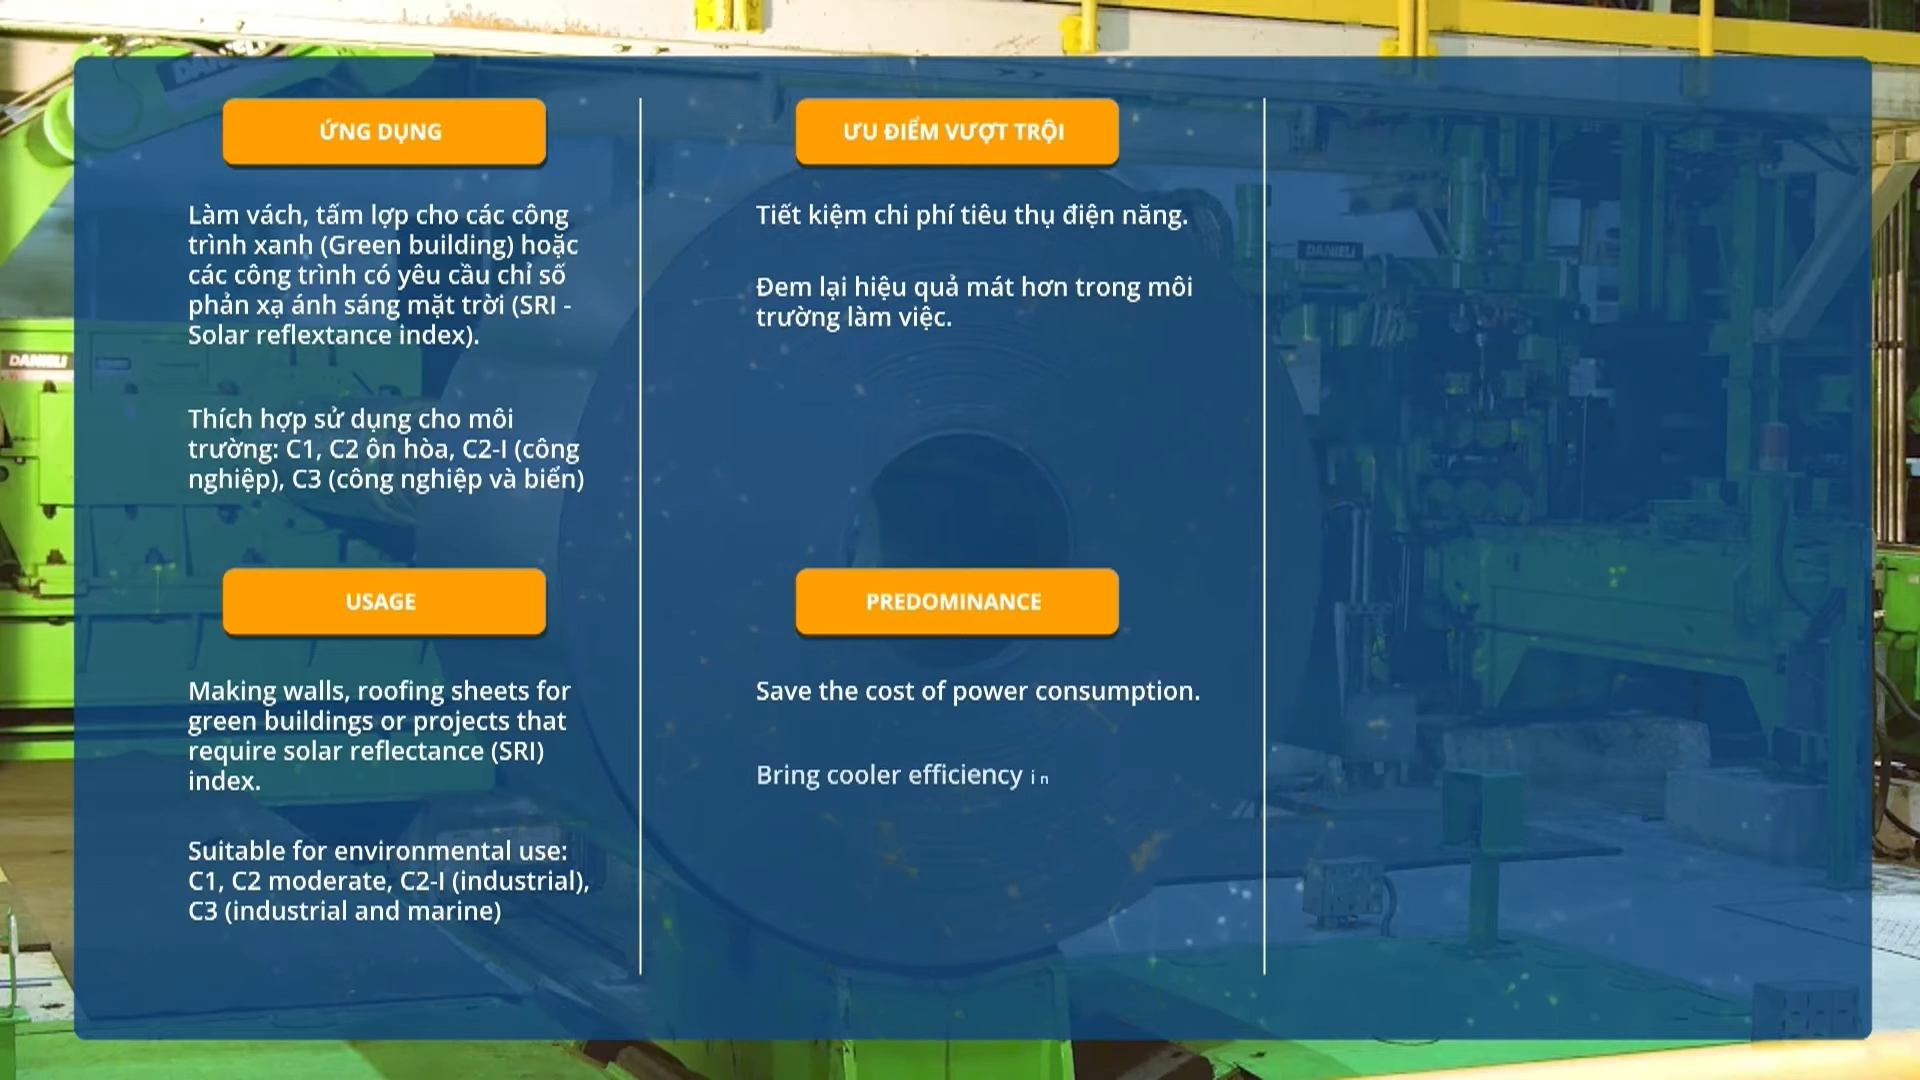 ỨNG DỤNG
Làm vách, tấm lợp cho các công
trình xanh (Green building) hoặc
các công trình có yêu cầu chỉ số
phản xạ ánh sáng mặt trời (SRI -
Solar reflextance index).
Thích hợp sử dụng cho môi
trường: C1, C2 ôn hòa, C2-I (công
nghiệp), C3 (công nghiệp và biển)
USAGE
Making walls, roofing sheets for
green buildings or projects that
require solar reflectance (SRI)
index.
Suitable for environmental use:
C1, C2 moderate, C2-I (industrial),
C3 (industrial and marine)
ƯU ĐIỂM VƯỢT TRỘI
Tiết kiệm chi phí tiêu thụ điện năng.
Đem lại hiệu quả mát hơn trong môi
trường làm việc.
PREDOMINANCE
Save the cost of power consumption.
Bring cooler efficiency in
DANIELI
DANIELI